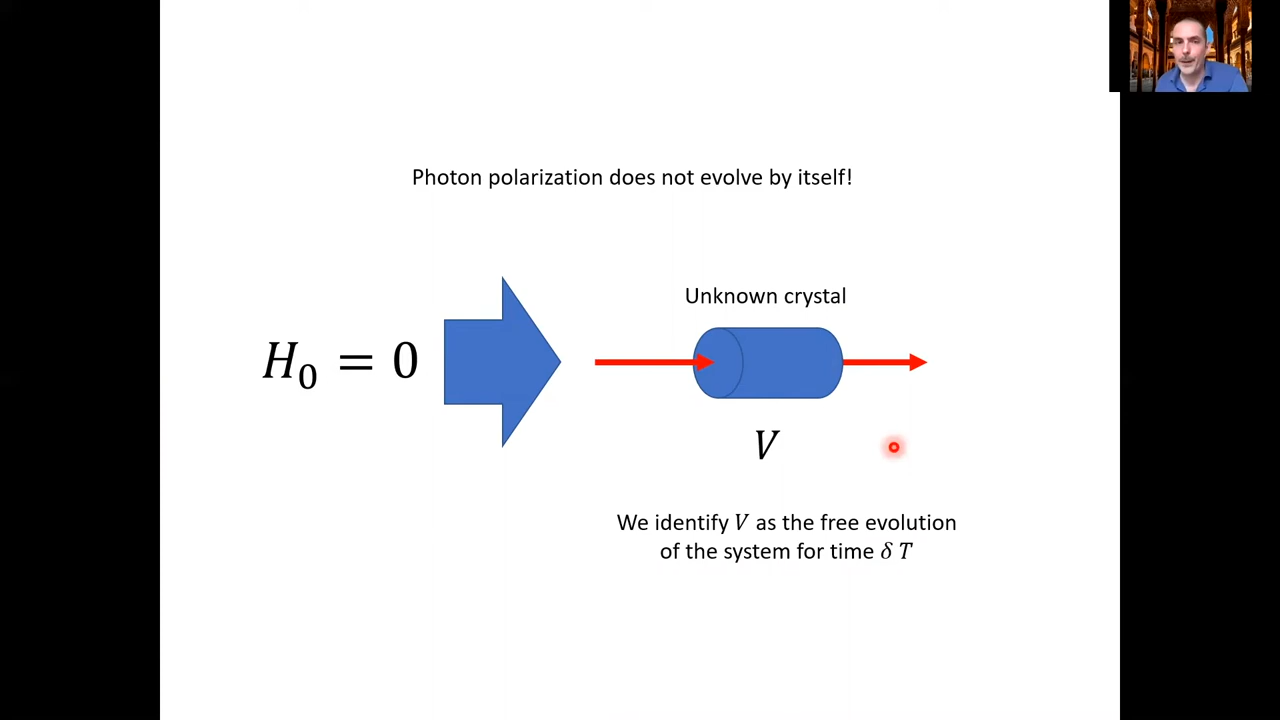 Photon polarization does not evolve by itself!
Unknown crystal
H₀ = 0
V
We identify V as the free evolution
of the system for time δ T